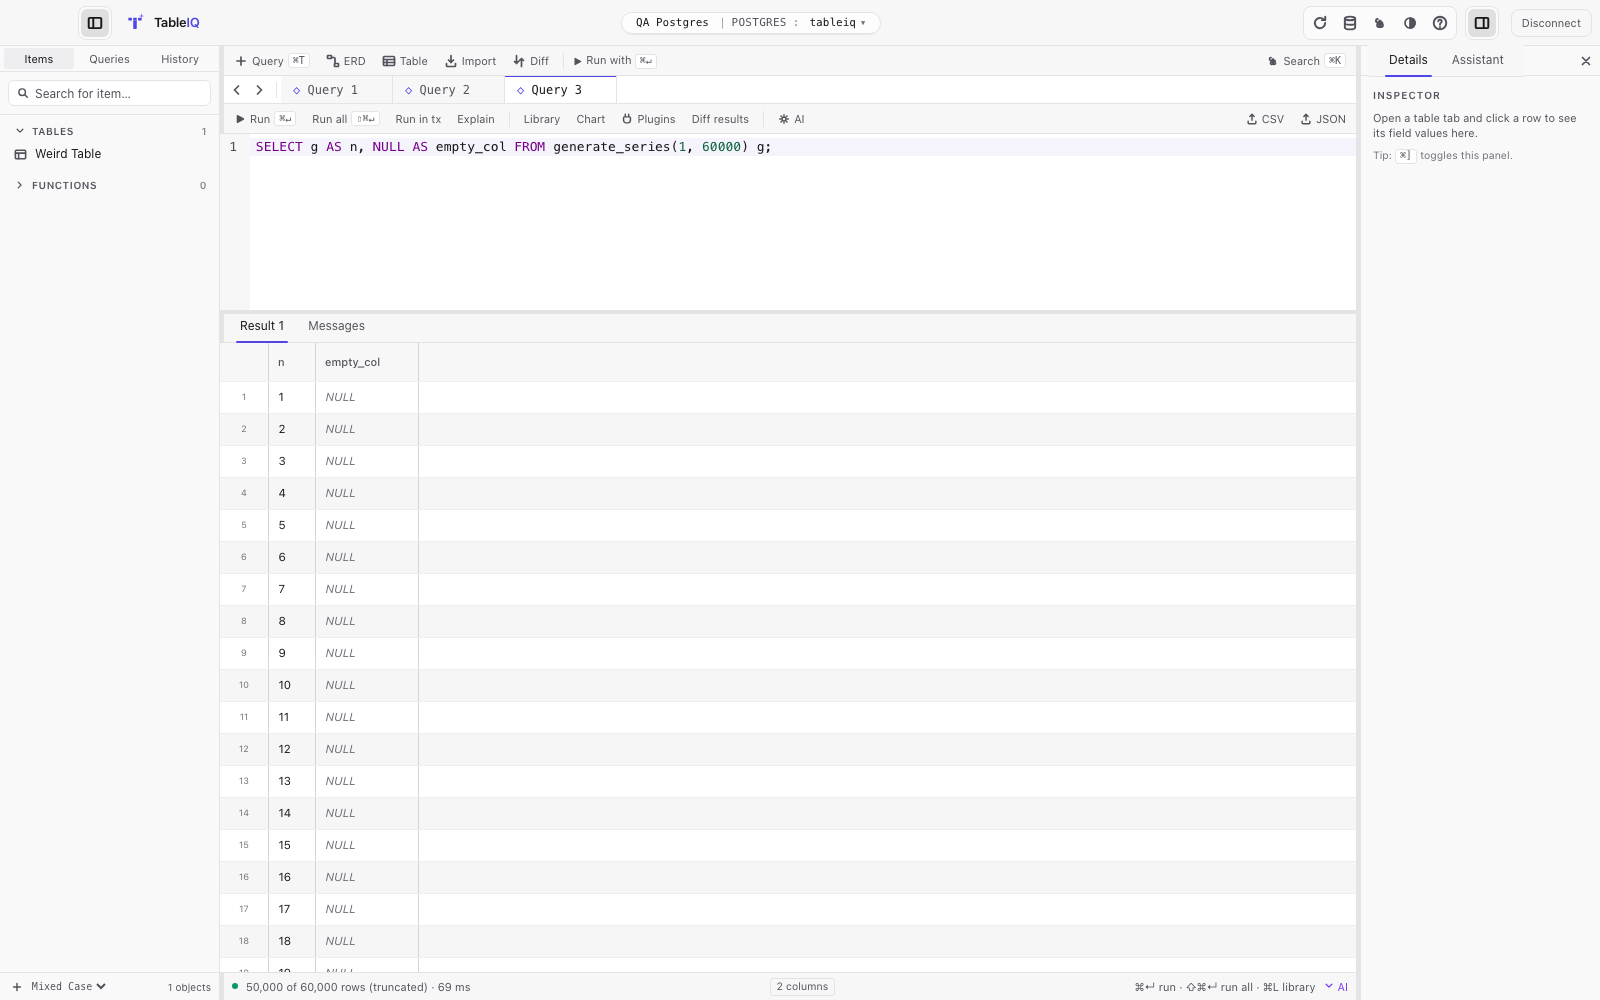 TableIQ
QA Postgres | POSTGRES : tableiq ▾
Disconnect
Items Queries History
Search for item...
TABLES 1
Weird Table
FUNCTIONS 0
Query ⌘T ERD Table Import Diff Run with ⌘↵ Search ⌘K
Query 1 Query 2 Query 3
Run ⌘↵ Run all ⇧⌘↵ Run in tx Explain Library Chart Plugins Diff results AI CSV JSON
1 SELECT g AS n, NULL AS empty_col FROM generate_series(1, 60000) g;
Result 1 Messages
n empty_col
1 1 NULL
2 2 NULL
3 3 NULL
4 4 NULL
5 5 NULL
6 6 NULL
7 7 NULL
8 8 NULL
9 9 NULL
10 10 NULL
11 11 NULL
12 12 NULL
13 13 NULL
14 14 NULL
15 15 NULL
16 16 NULL
17 17 NULL
18 18 NULL
19 19 NULL
Details Assistant
INSPECTOR
Open a table tab and click a row to see
its field values here.
Tip: ⌘] toggles this panel.
+ Mixed Case 1 objects
50,000 of 60,000 rows (truncated) · 69 ms
2 columns
⌘↵ run · ⇧⌘↵ run all · ⌘L library AI